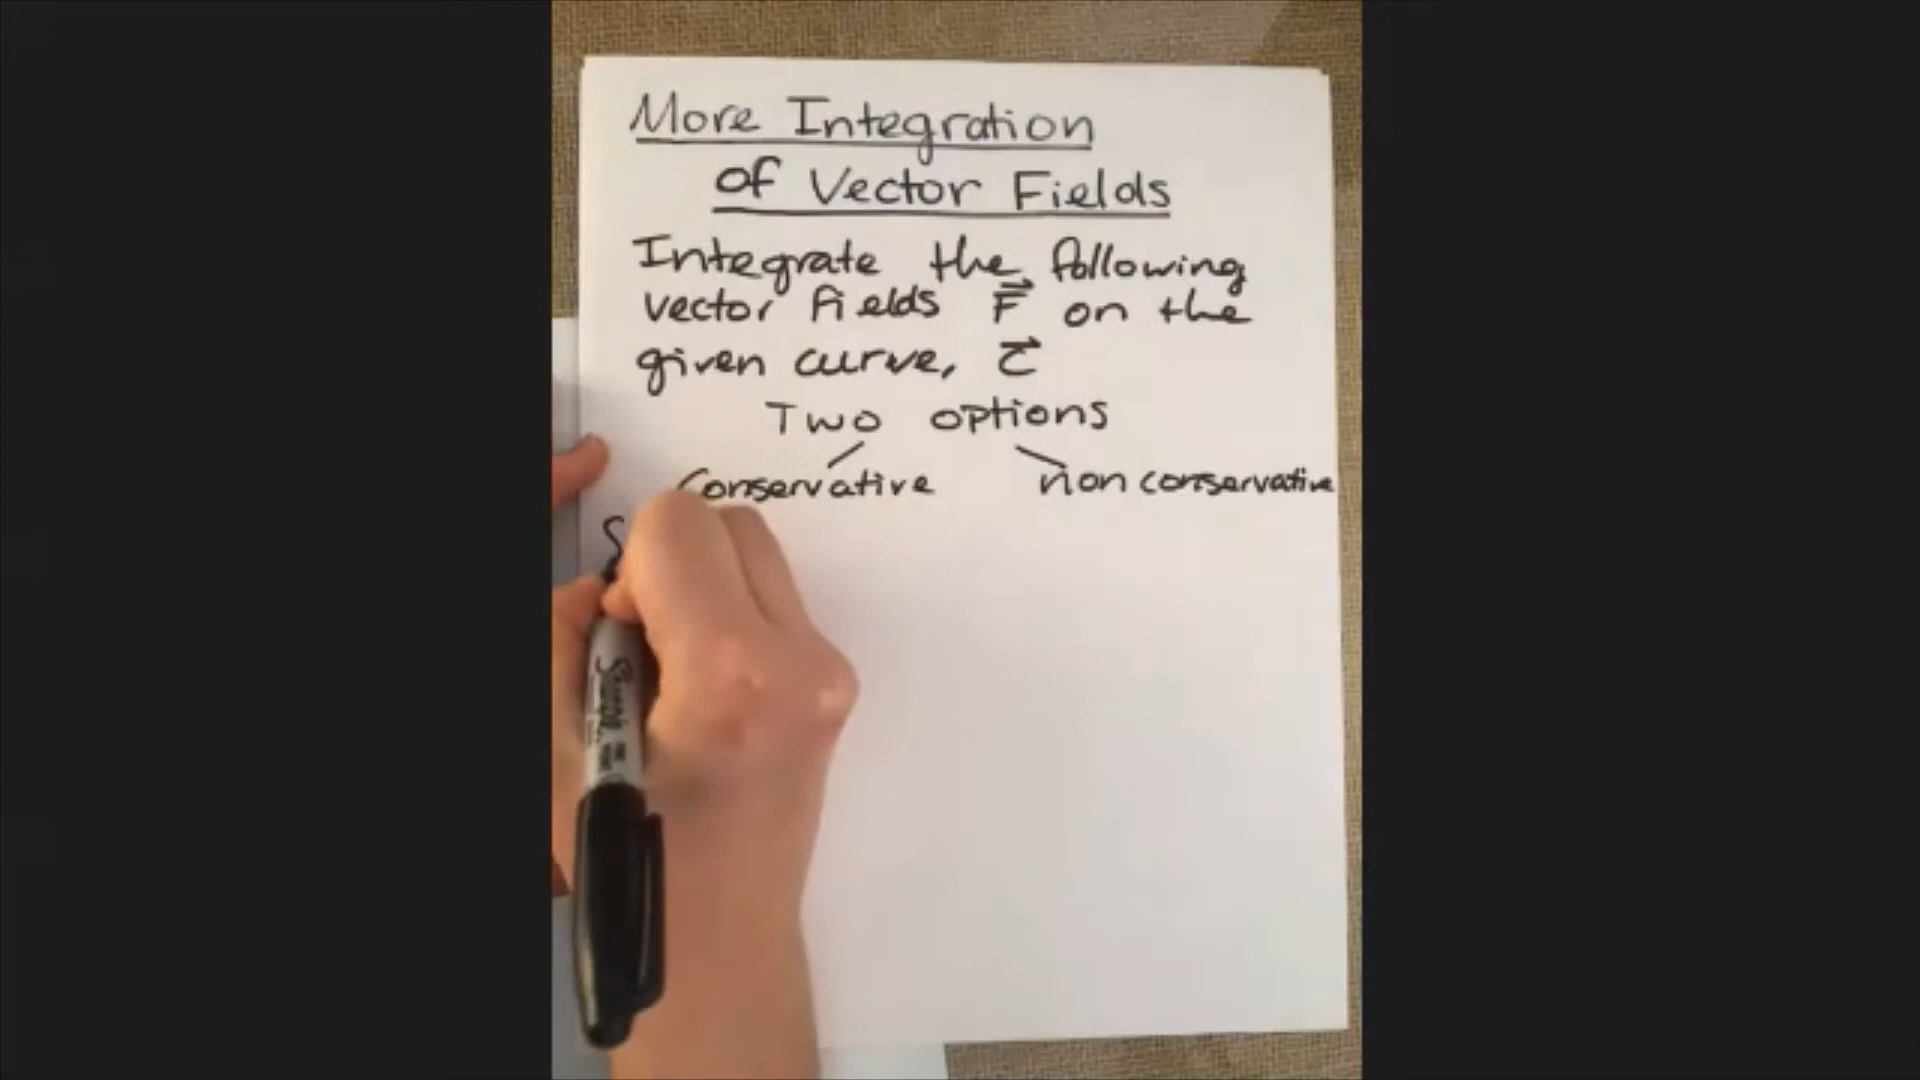 More Integration
of Vector Fields
Integrate the following
vector fields F⃗ on the
given curve, C⃗
Two options
Conservative non conservative
S
Sharpie